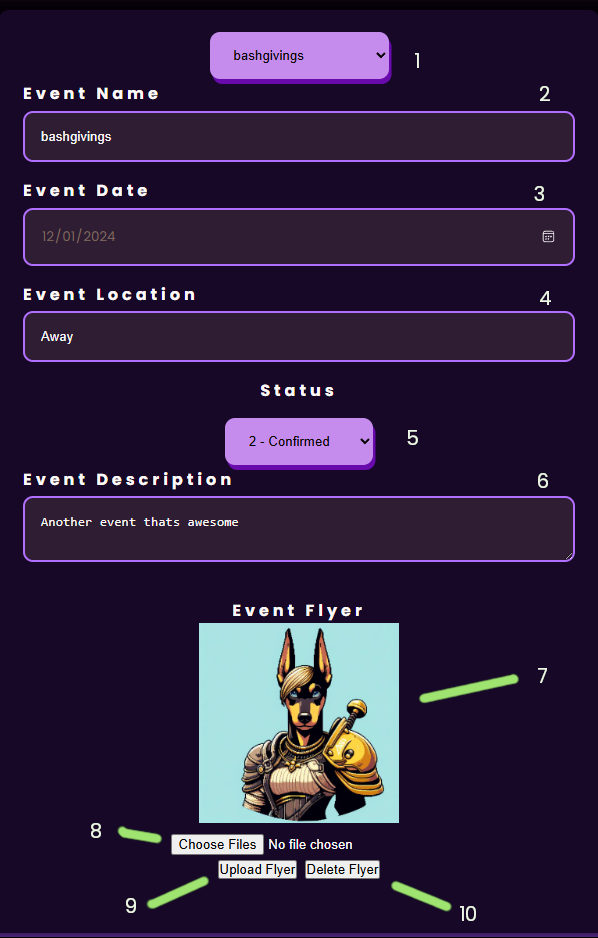 bashgivings 1
Event Name 2
bashgivings
Event Date 3
12/01/2024
Event Location 4
Away
Status
2 - Confirmed 5
Event Description 6
Another event thats awesome
Event Flyer
7
8 Choose Files No file chosen
Upload Flyer Delete Flyer
9 10